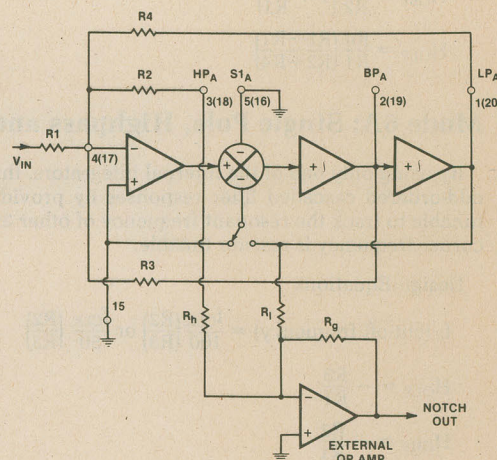 R4
R2
HPA
S1A
BPA
LPA
3(18)
5(16)
2(19)
1(20
R1
VIN
4(17)
R3
15
Rh
Rl
Rg
NOTCH
OUT
EXTERNAL
OP AMP